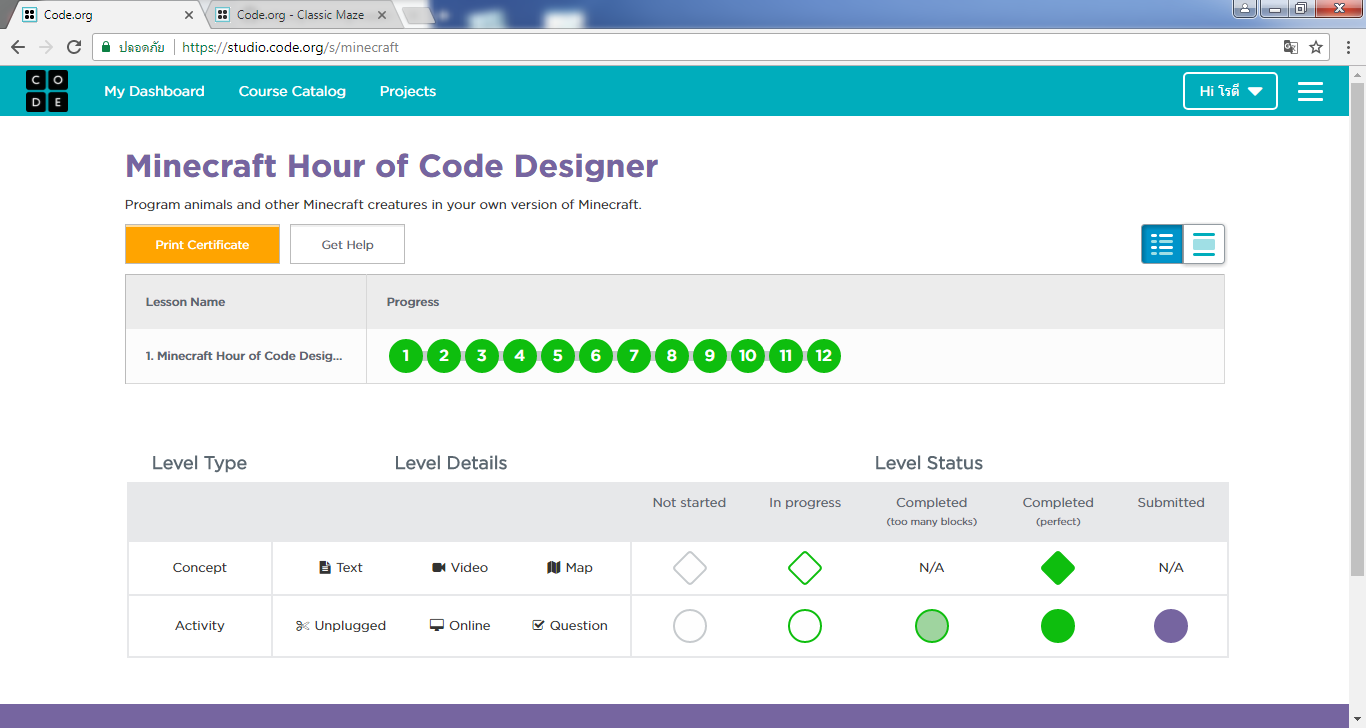 Code.org
Code.org - Classic Maze
ปลอดภัย
https://studio.code.org/s/minecraft
C O
D E
My Dashboard
Course Catalog
Projects
Hi โรตี
Minecraft Hour of Code Designer
Program animals and other Minecraft creatures in your own version of Minecraft.
Print Certificate
Get Help
Lesson Name
Progress
1. Minecraft Hour of Code Desig...
1 2 3 4 5 6 7 8 9 10 11 12
Level Type
Level Details
Level Status
Not started
In progress
Completed
(too many blocks)
Completed
(perfect)
Submitted
Concept
Text
Video
Map
N/A
N/A
Activity
Unplugged
Online
Question